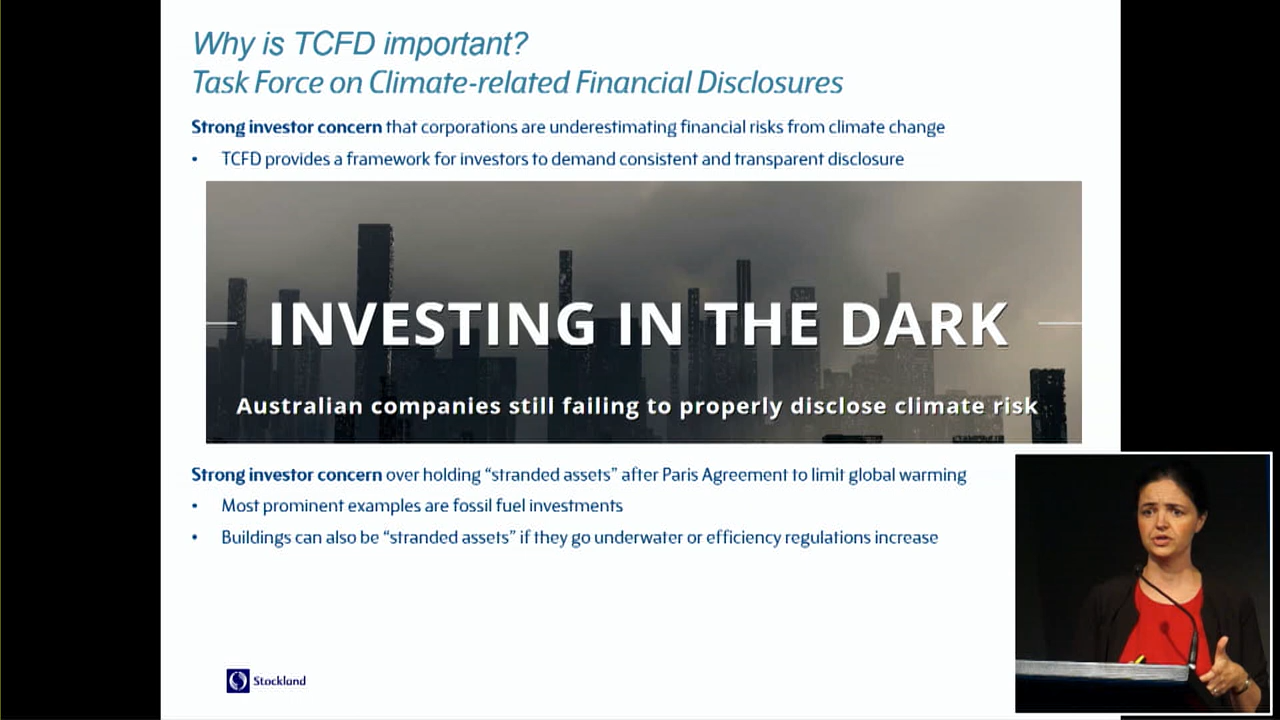 Why is TCFD important?
Task Force on Climate-related Financial Disclosures
Strong investor concern that corporations are underestimating financial risks from climate change
• TCFD provides a framework for investors to demand consistent and transparent disclosure
INVESTING IN THE DARK
Australian companies still failing to properly disclose climate risk
Strong investor concern over holding “stranded assets” after Paris Agreement to limit global warming
• Most prominent examples are fossil fuel investments
• Buildings can also be “stranded assets” if they go underwater or efficiency regulations increase
Stockland